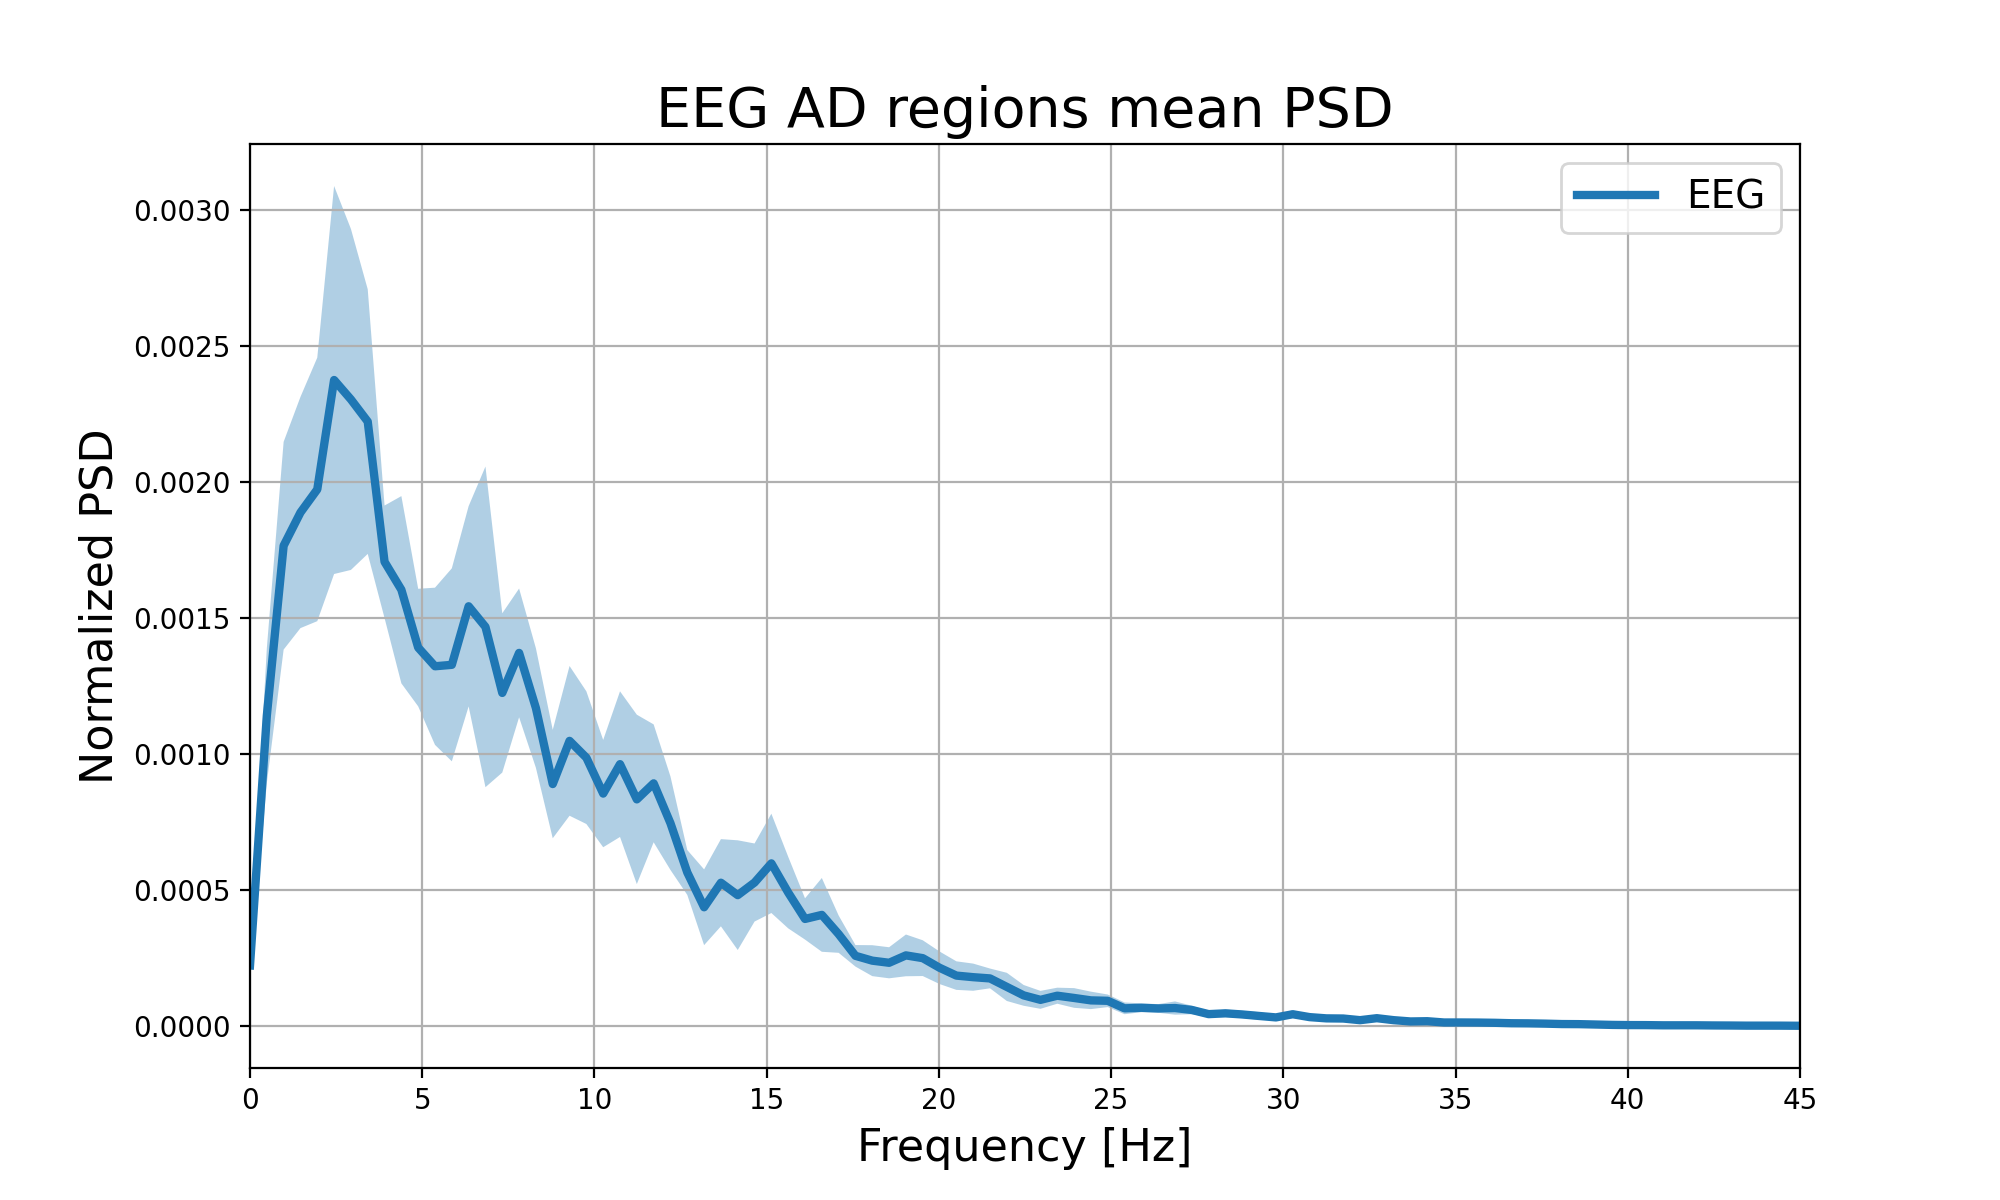 EEG AD regions mean PSD
EEG
Normalized PSD
0.0030
0.0025
0.0020
0.0015
0.0010
0.0005
0.0000
0 5 10 15 20 25 30 35 40 45
Frequency [Hz]